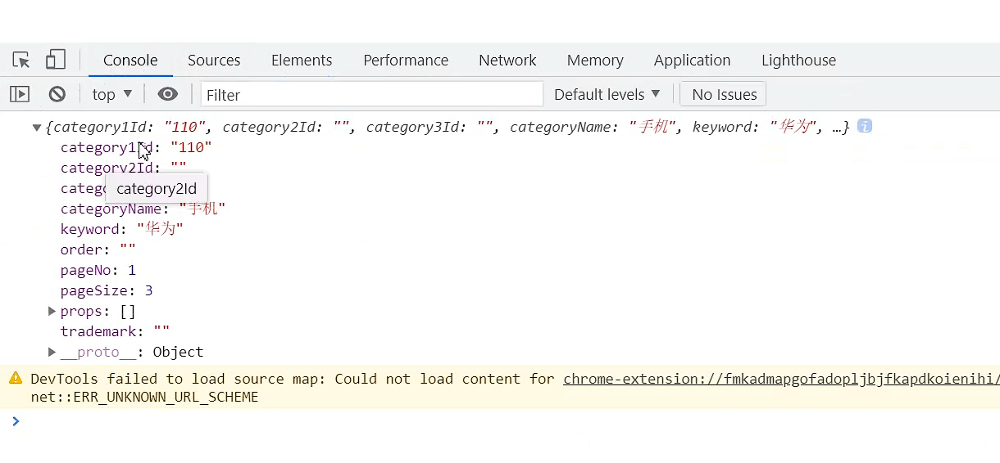 Console Sources Elements Performance Network Memory Application Lighthouse
top Filter Default levels No Issues
{category1Id: "110", category2Id: "", category3Id: "", categoryName: "手机", keyword: "华为", …}
category1Id: "110"
category2Id: ""
categ
category2Id
categoryName: "手机"
keyword: "华为"
order: ""
pageNo: 1
pageSize: 3
props: []
trademark: ""
__proto__: Object
DevTools failed to load source map: Could not load content for chrome-extension://fmkadmapgofadopljbjfkapdkoienihi/
net::ERR_UNKNOWN_URL_SCHEME